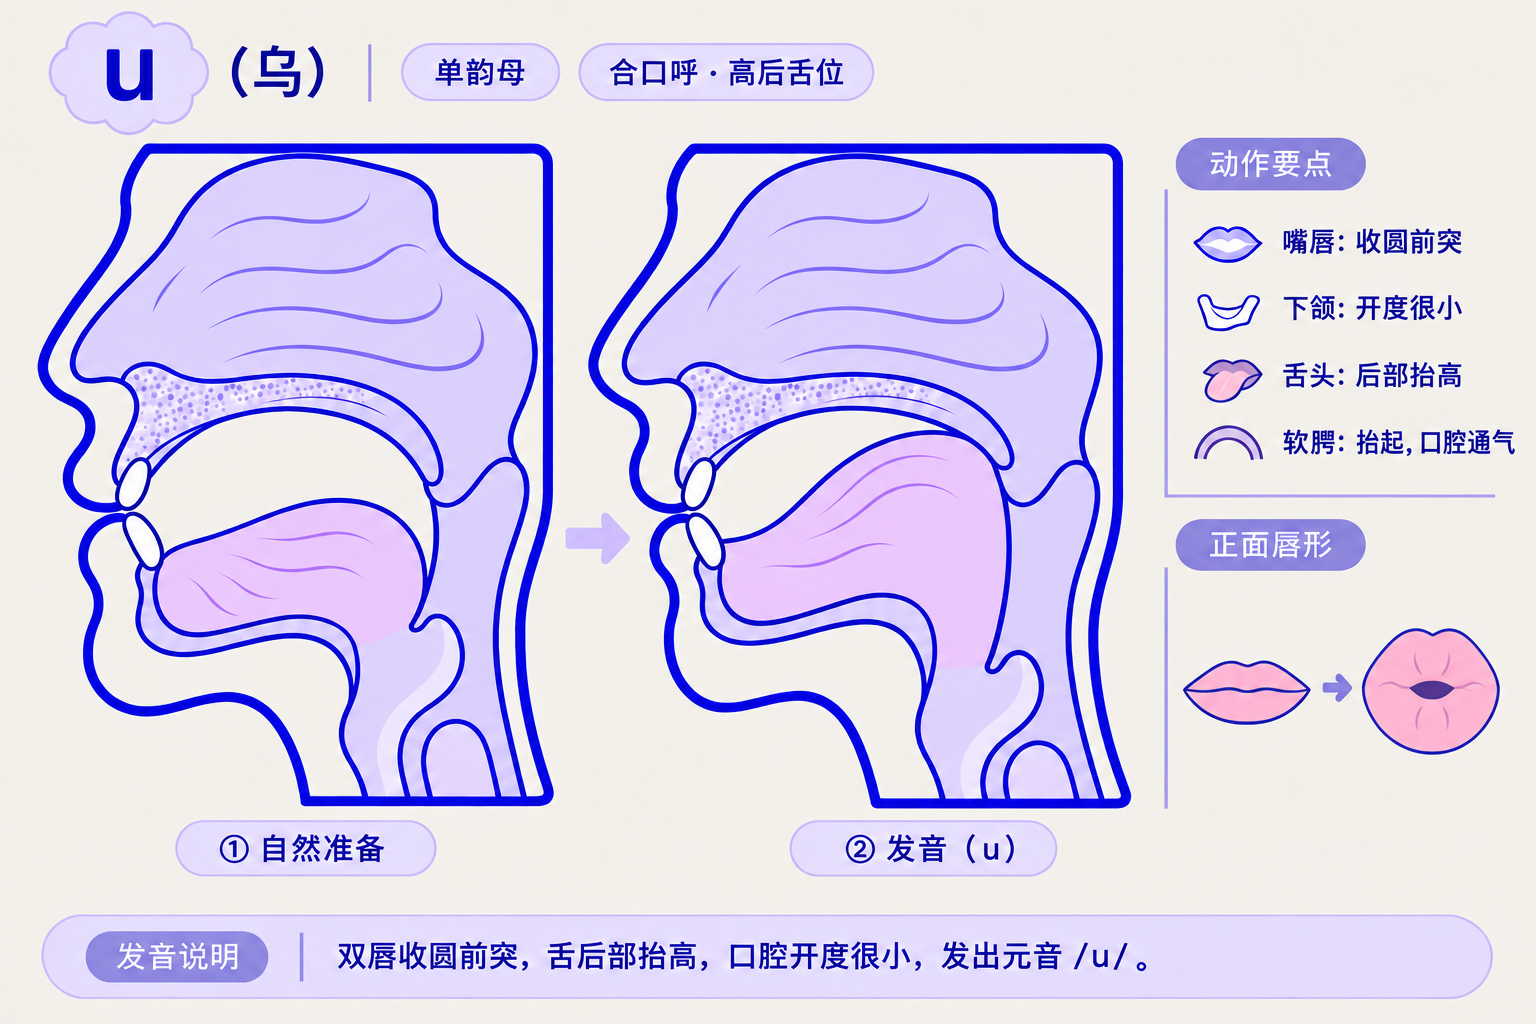 u （乌） 单韵母 合口呼 · 高后舌位
动作要点
嘴唇：收圆前突
下颌：开度很小
舌头：后部抬高
软腭：抬起，口腔通气
正面唇形
① 自然准备
② 发音（u）
发音说明 双唇收圆前突，舌后部抬高，口腔开度很小，发出元音 /u/ 。